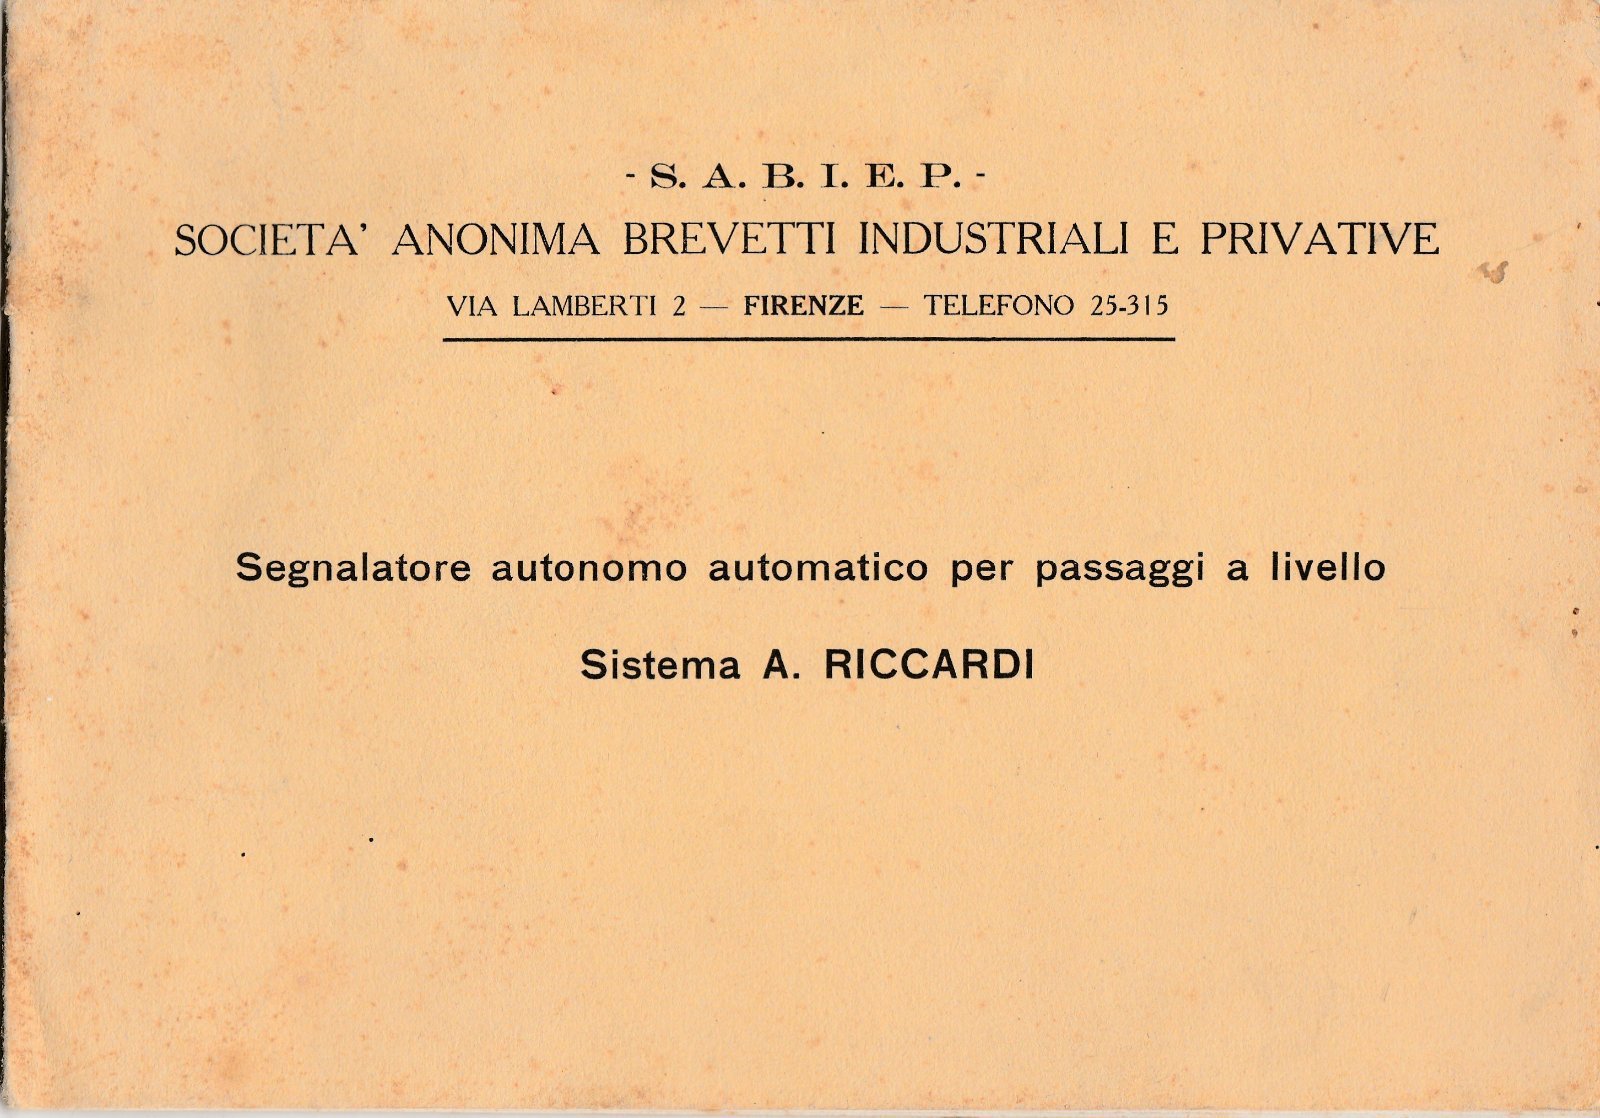 - S. A. B. I. E. P. -
SOCIETA' ANONIMA BREVETTI INDUSTRIALI E PRIVATIVE
VIA LAMBERTI 2 — FIRENZE — TELEFONO 25-315
Segnalatore autonomo automatico per passaggi a livello
Sistema A. RICCARDI